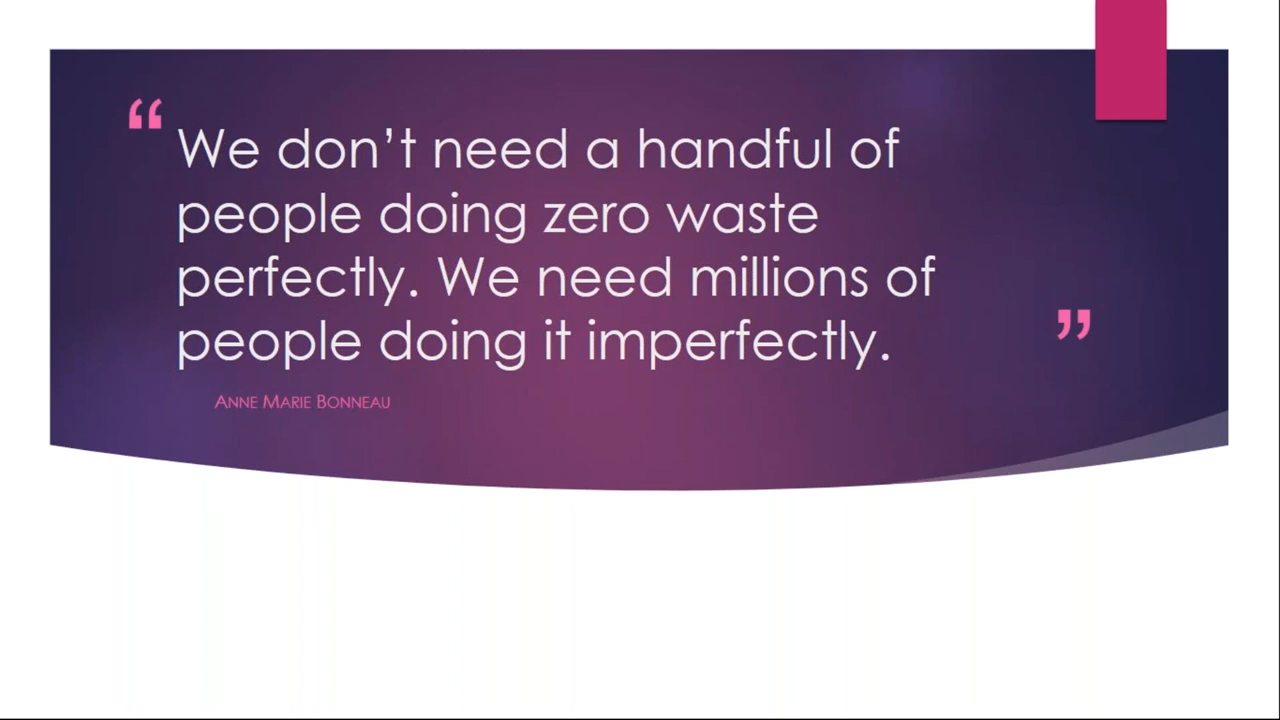 “We don’t need a handful of
people doing zero waste
perfectly. We need millions of
people doing it imperfectly.”
ANNE MARIE BONNEAU